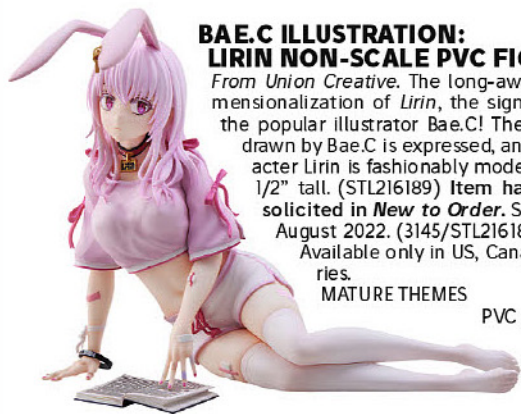 BAE.C ILLUSTRATION:
LIRIN NON-SCALE PVC FI
From Union Creative. The long-aw
mensionalization of Lirin, the sign
the popular illustrator Bae.C! The
drawn by Bae.C is expressed, an
acter Lirin is fashionably mode
1/2” tall. (STL216189) Item ha
solicited in New to Order. S
August 2022. (3145/STL21618
Available only in US, Cana
ries.
MATURE THEMES
PVC